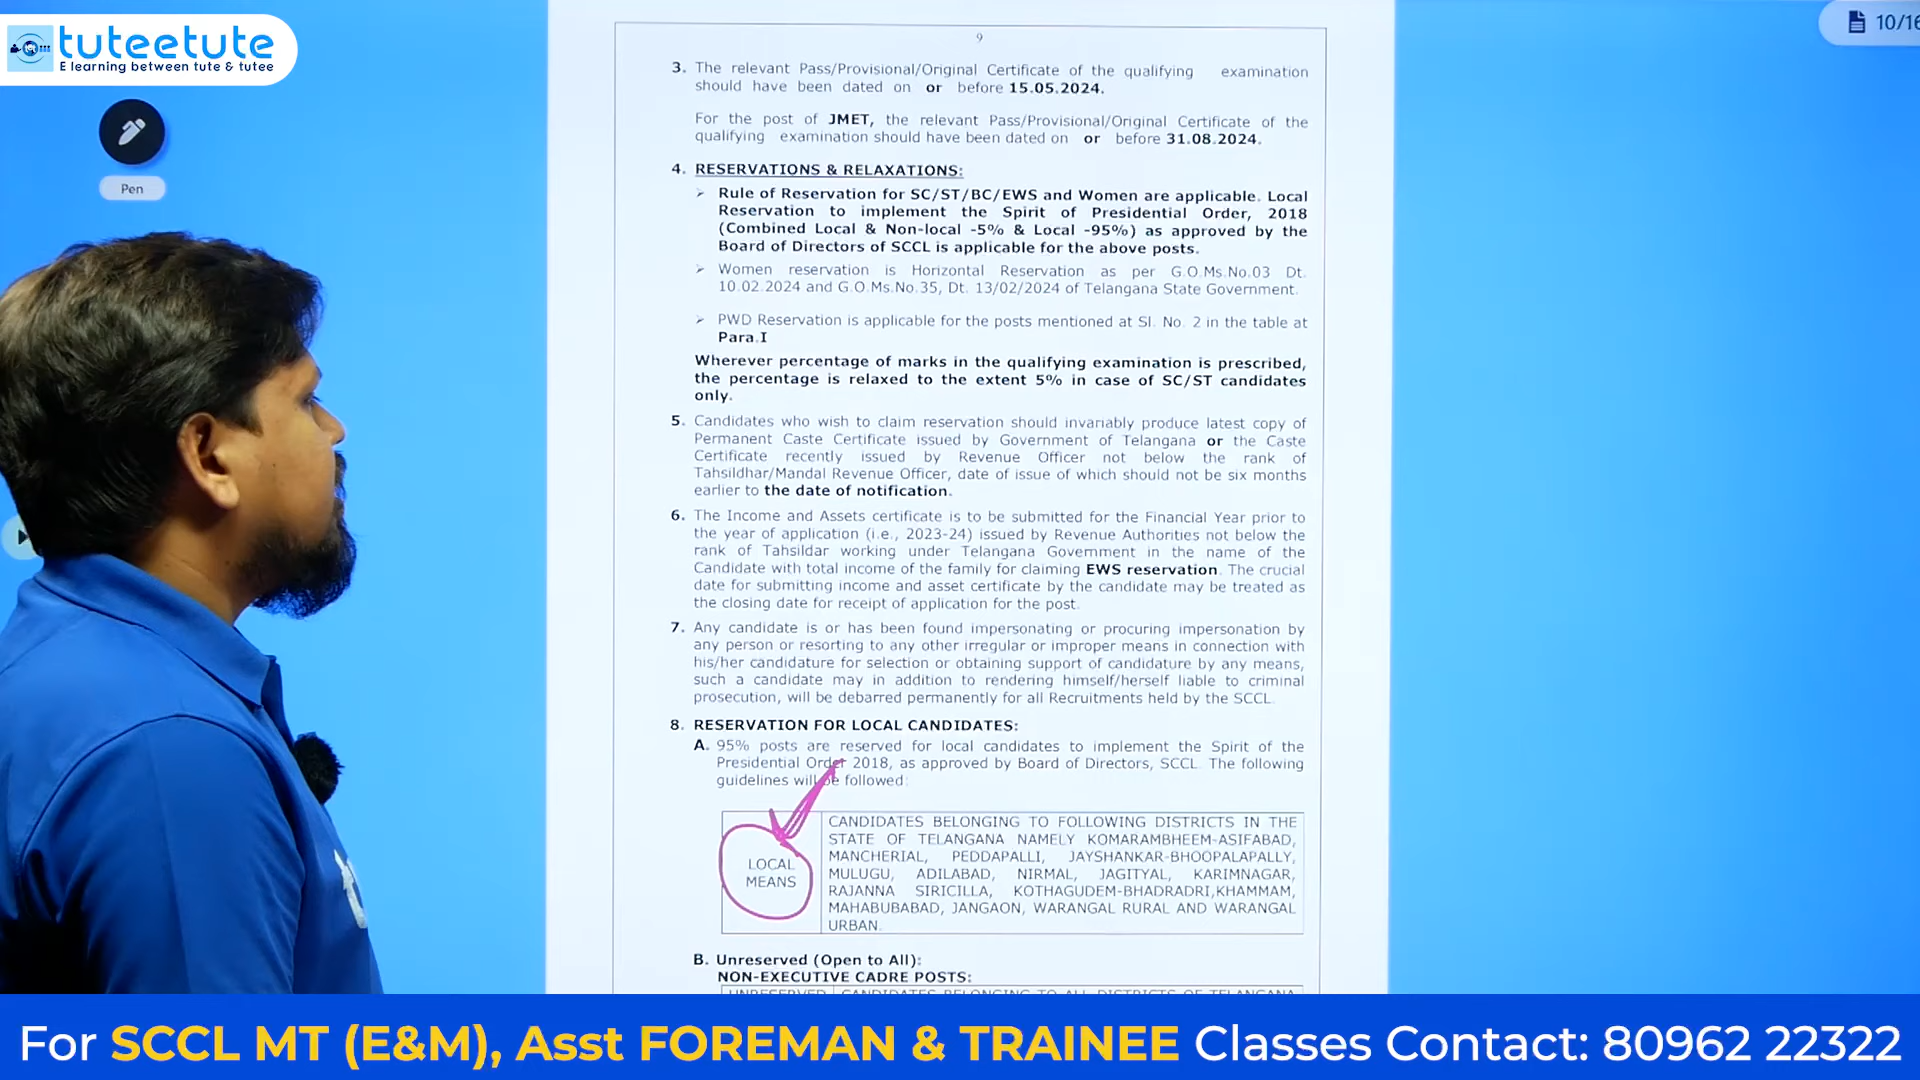 tuteetute
E learning between tute & tutee
10/16
Pen
9
3. The relevant Pass/Provisional/Original Certificate of the qualifying examination
should have been dated on or before 15.05.2024.
For the post of JMET, the relevant Pass/Provisional/Original Certificate of the
qualifying examination should have been dated on or before 31.08.2024.
4. RESERVATIONS & RELAXATIONS:
➢ Rule of Reservation for SC/ST/BC/EWS and Women are applicable. Local
Reservation to implement the Spirit of Presidential Order, 2018
(Combined Local & Non-local -5% & Local -95%) as approved by the
Board of Directors of SCCL is applicable for the above posts.
➢ Women reservation is Horizontal Reservation as per G.O.Ms.No.03 Dt.
10.02.2024 and G.O.Ms.No.35, Dt. 13/02/2024 of Telangana State Government.
➢ PWD Reservation is applicable for the posts mentioned at Sl. No. 2 in the table at
Para.I
Wherever percentage of marks in the qualifying examination is prescribed,
the percentage is relaxed to the extent 5% in case of SC/ST candidates
only.
5. Candidates who wish to claim reservation should invariably produce latest copy of
Permanent Caste Certificate issued by Government of Telangana or the Caste
Certificate recently issued by Revenue Officer not below the rank of
Tahsildhar/Mandal Revenue Officer, date of issue of which should not be six months
earlier to the date of notification.
6. The Income and Assets certificate is to be submitted for the Financial Year prior to
the year of application (i.e., 2023-24) issued by Revenue Authorities not below the
rank of Tahsildar working under Telangana Government in the name of the
Candidate with total income of the family for claiming EWS reservation. The crucial
date for submitting income and asset certificate by the candidate may be treated as
the closing date for receipt of application for the post.
7. Any candidate is or has been found impersonating or procuring impersonation by
any person or resorting to any other irregular or improper means in connection with
his/her candidature for selection or obtaining support of candidature by any means,
such a candidate may in addition to rendering himself/herself liable to criminal
prosecution, will be debarred permanently for all Recruitments held by the SCCL.
8. RESERVATION FOR LOCAL CANDIDATES:
A. 95% posts are reserved for local candidates to implement the Spirit of the
Presidential Order 2018, as approved by Board of Directors, SCCL. The following
guidelines will be followed:
LOCAL
MEANS
CANDIDATES BELONGING TO FOLLOWING DISTRICTS IN THE
STATE OF TELANGANA NAMELY KOMARAMBHEEM-ASIFABAD,
MANCHERIAL, PEDDAPALLI, JAYSHANKAR-BHOOPALAPALLY,
MULUGU, ADILABAD, NIRMAL, JAGITYAL, KARIMNAGAR,
RAJANNA SIRICILLA, KOTHAGUDEM-BHADRADRI,KHAMMAM,
MAHABUBABAD, JANGAON, WARANGAL RURAL AND WARANGAL
URBAN.
B. Unreserved (Open to All):
NON-EXECUTIVE CADRE POSTS:
UNRESERVED CANDIDATES BELONGING TO ALL DISTRICTS OF TELANGANA
For SCCL MT (E&M), Asst FOREMAN & TRAINEE Classes Contact: 80962 22322